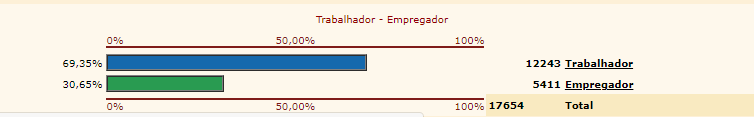 Trabalhador - Empregador
0% 50,00% 100%
69,35% 12243 Trabalhador
30,65% 5411 Empregador
0% 50,00% 100% 17654 Total